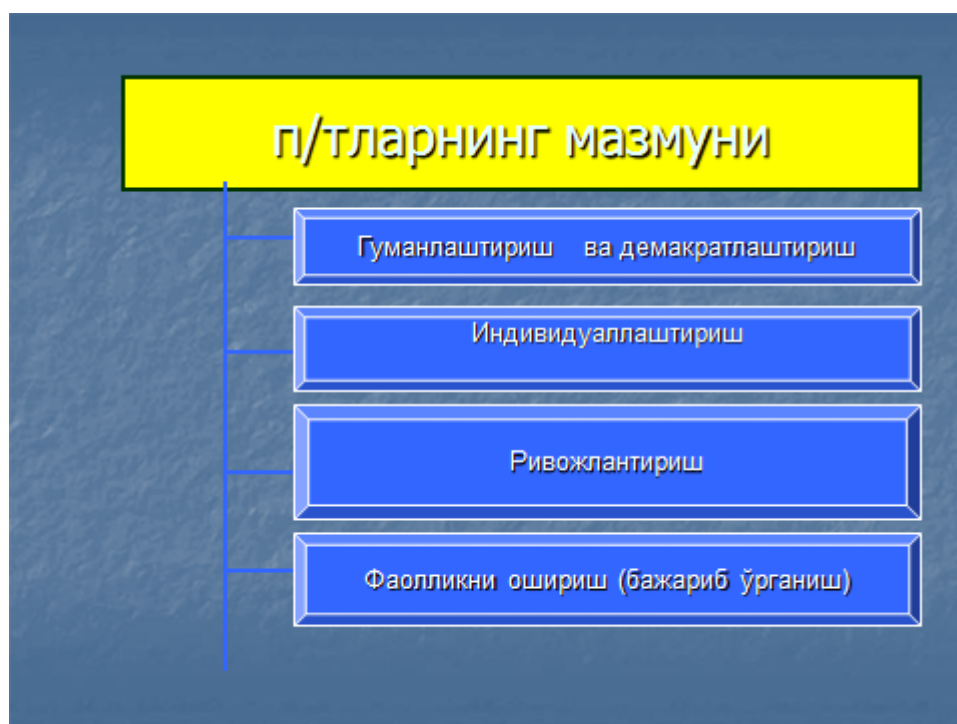 п/тларнинг мазмуни
Гуманлаштириш ва демакратлаштириш
Индивидуаллаштириш
Ривожлантириш
Фаолликни ошириш (бажариб ўрганиш)